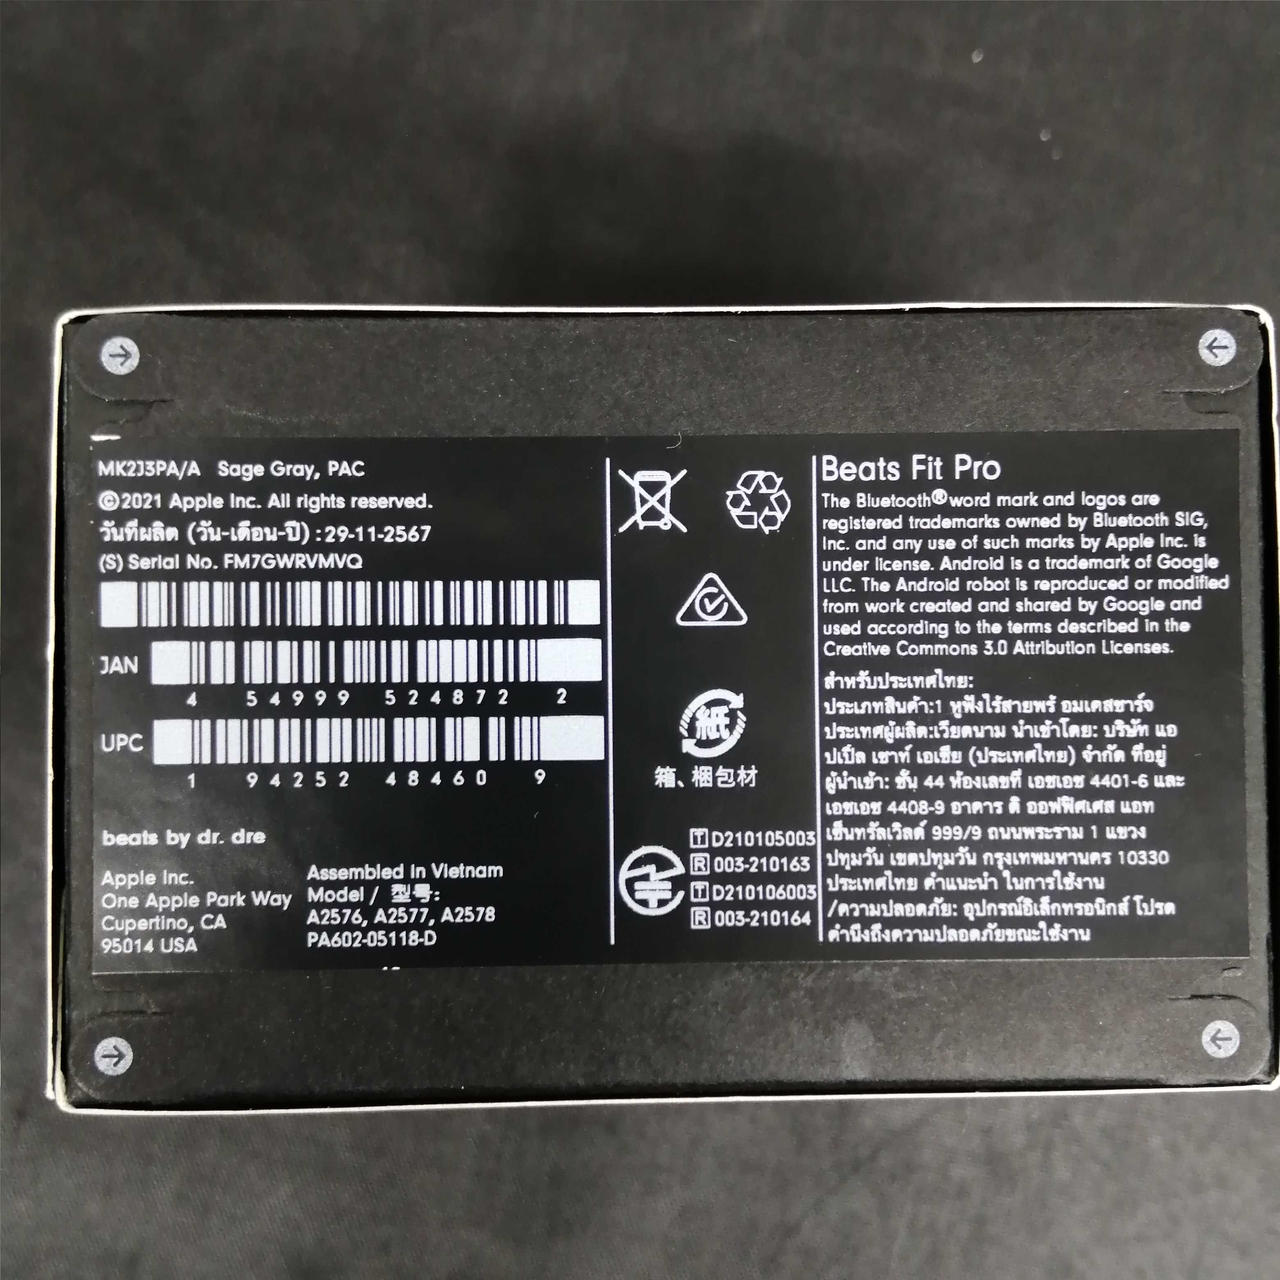 MK2J3PA/A Sage Gray, PAC
©2021 Apple Inc. All rights reserved.
วันที่ผลิต (วัน-เดือน-ปี) :29-11-2567
(S) Serial No. FM7GWRVMVQ
JAN
4 54999 52487 2 2
UPC
1 94252 48460 9
beats by dr. dre
Apple Inc.
One Apple Park Way
Cupertino, CA
95014 USA
Assembled in Vietnam
Model / 型号:
A2576, A2577, A2578
PA602-05118-D
紙
箱、梱包材
T D210105003
R 003-210163
T D210106003
R 003-210164
Beats Fit Pro
The Bluetooth® word mark and logos are
registered trademarks owned by Bluetooth SIG,
Inc. and any use of such marks by Apple Inc. is
under license. Android is a trademark of Google
LLC. The Android robot is reproduced or modified
from work created and shared by Google and
used according to the terms described in the
Creative Commons 3.0 Attribution Licenses.
สำหรับประเทศไทย:
ประเภทสินค้า:1 หูฟังไร้สายพร้ อมเคสชาร์จ
ประเทศผู้ผลิต:เวียดนาม นำเข้าโดย: บริษัท แอ
ปเปิ้ล เซาท์ เอเชีย (ประเทศไทย) จำกัด ที่อยู่
ผู้นำเข้า: ชั้น 44 ห้องเลขที่ เอชเอช 4401-6 และ
เอชเอช 4408-9 อาคาร ดิ ออฟฟิศเศส แอท
เซ็นทรัลเวิลด์ 999/9 ถนนพระราม 1 แขวง
ปทุมวัน เขตปทุมวัน กรุงเทพมหานคร 10330
ประเทศไทย คำแนะนำ ในการใช้งาน
/ความปลอดภัย: อุปกรณ์อิเล็กทรอนิกส์ โปรด
คำนึงถึงความปลอดภัยขณะใช้งาน